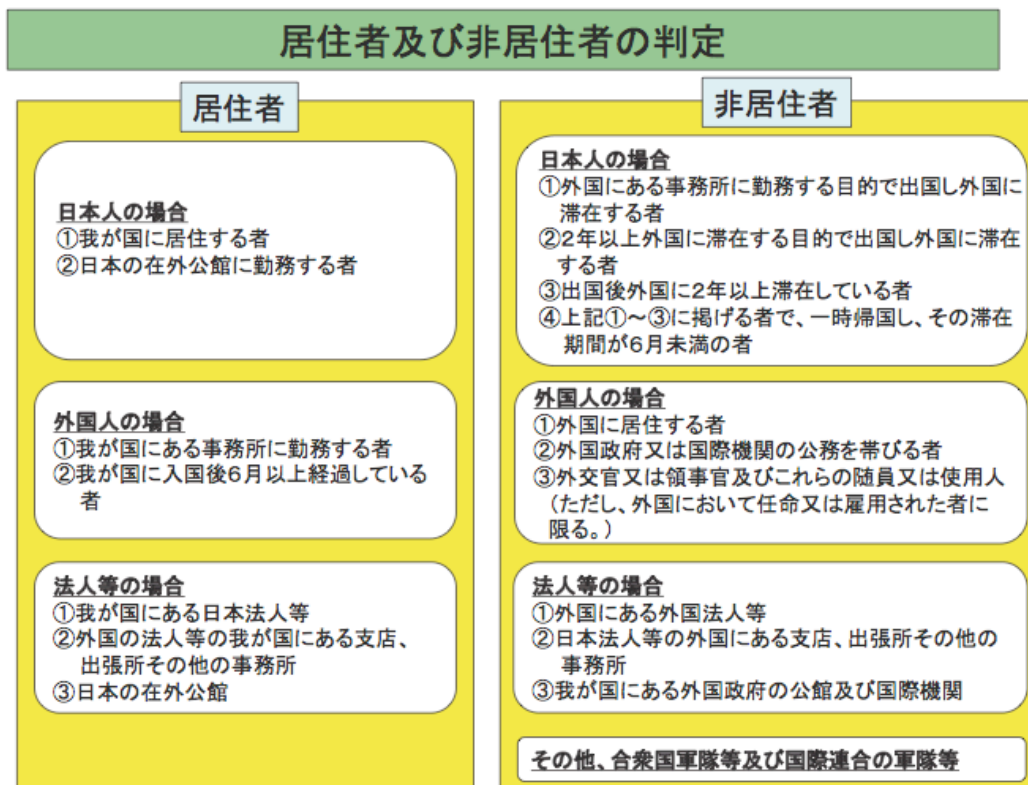 居住者及び非居住者の判定
居住者
日本人の場合
①我が国に居住する者
②日本の在外公館に勤務する者
外国人の場合
①我が国にある事務所に勤務する者
②我が国に入国後6月以上経過している
者
法人等の場合
①我が国にある日本法人等
②外国の法人等の我が国にある支店、
出張所その他の事務所
③日本の在外公館
非居住者
日本人の場合
①外国にある事務所に勤務する目的で出国し外国に
滞在する者
②2年以上外国に滞在する目的で出国し外国に滞在
する者
③出国後外国に2年以上滞在している者
④上記①～③に掲げる者で、一時帰国し、その滞在
期間が6月未満の者
外国人の場合
①外国に居住する者
②外国政府又は国際機関の公務を帯びる者
③外交官又は領事官及びこれらの随員又は使用人
(ただし、外国において任命又は雇用された者に
限る。)
法人等の場合
①外国にある外国法人等
②日本法人等の外国にある支店、出張所その他の
事務所
③我が国にある外国政府の公館及び国際機関
その他、合衆国軍隊等及び国際連合の軍隊等